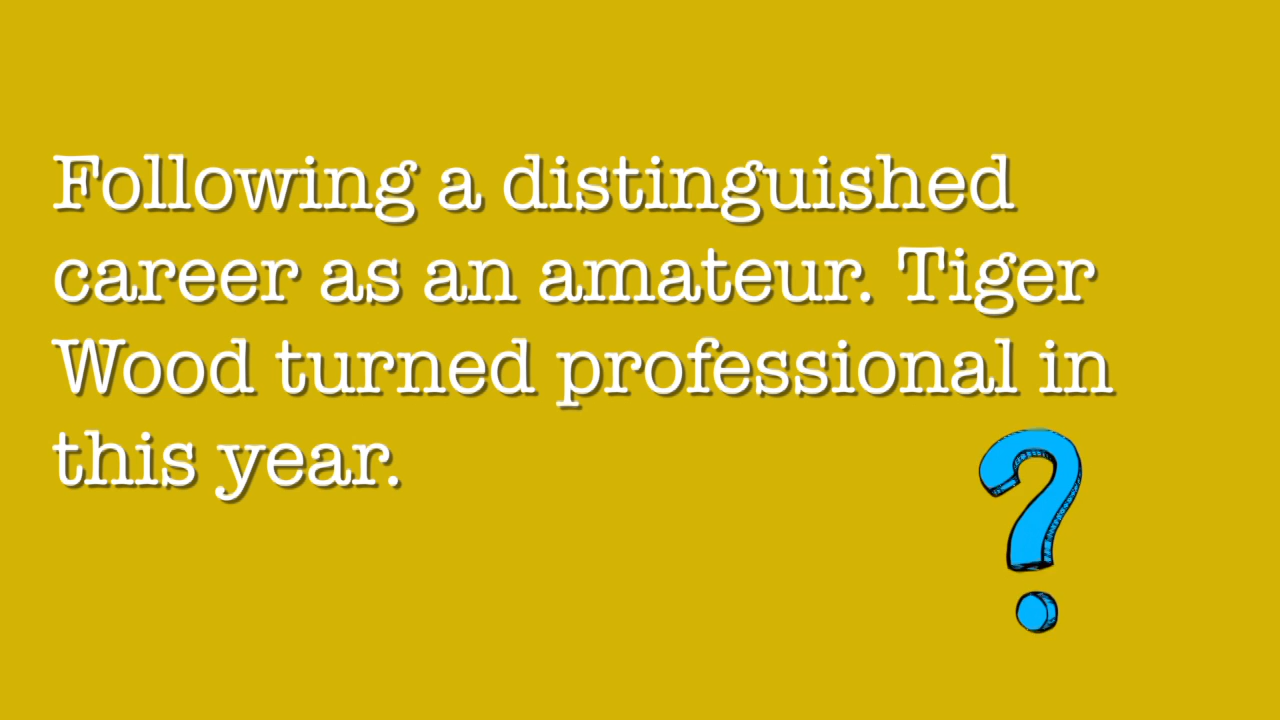 Following a distinguished
career as an amateur. Tiger
Wood turned professional in
this year.
?